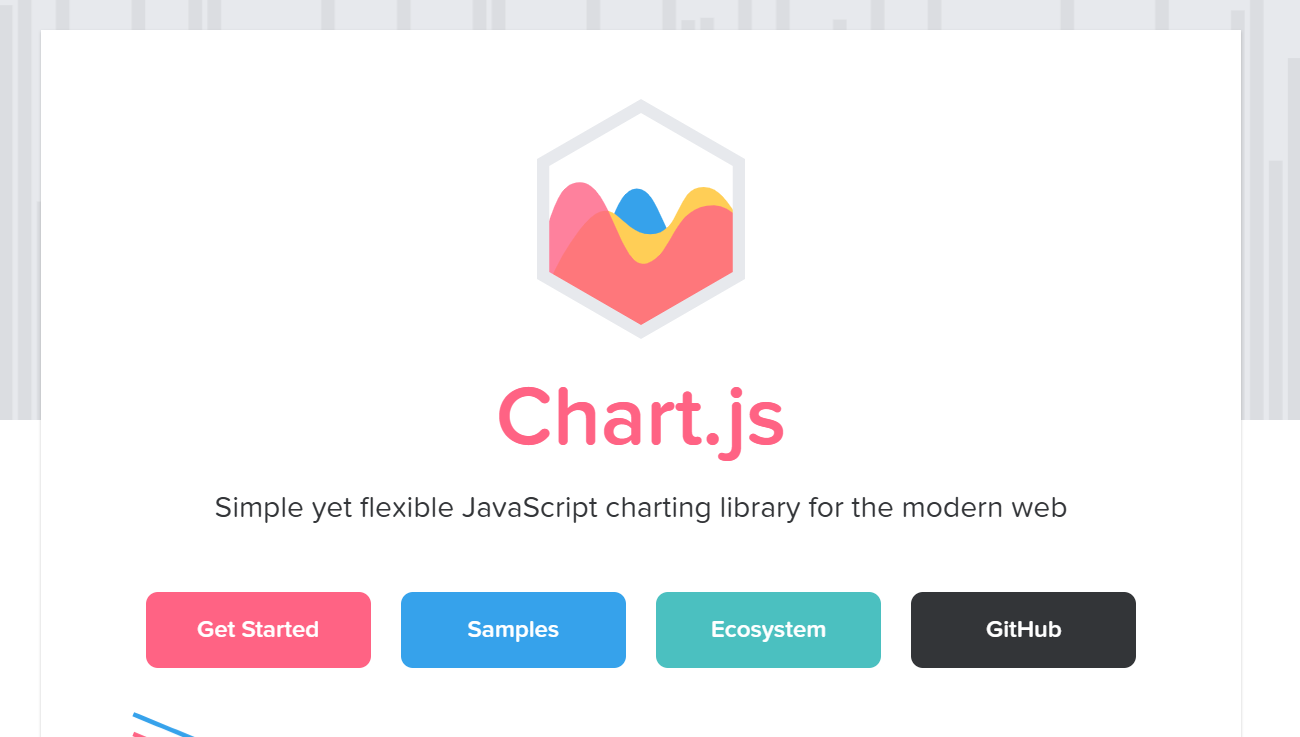 Chart.js
Simple yet flexible JavaScript charting library for the modern web
Get Started
Samples
Ecosystem
GitHub